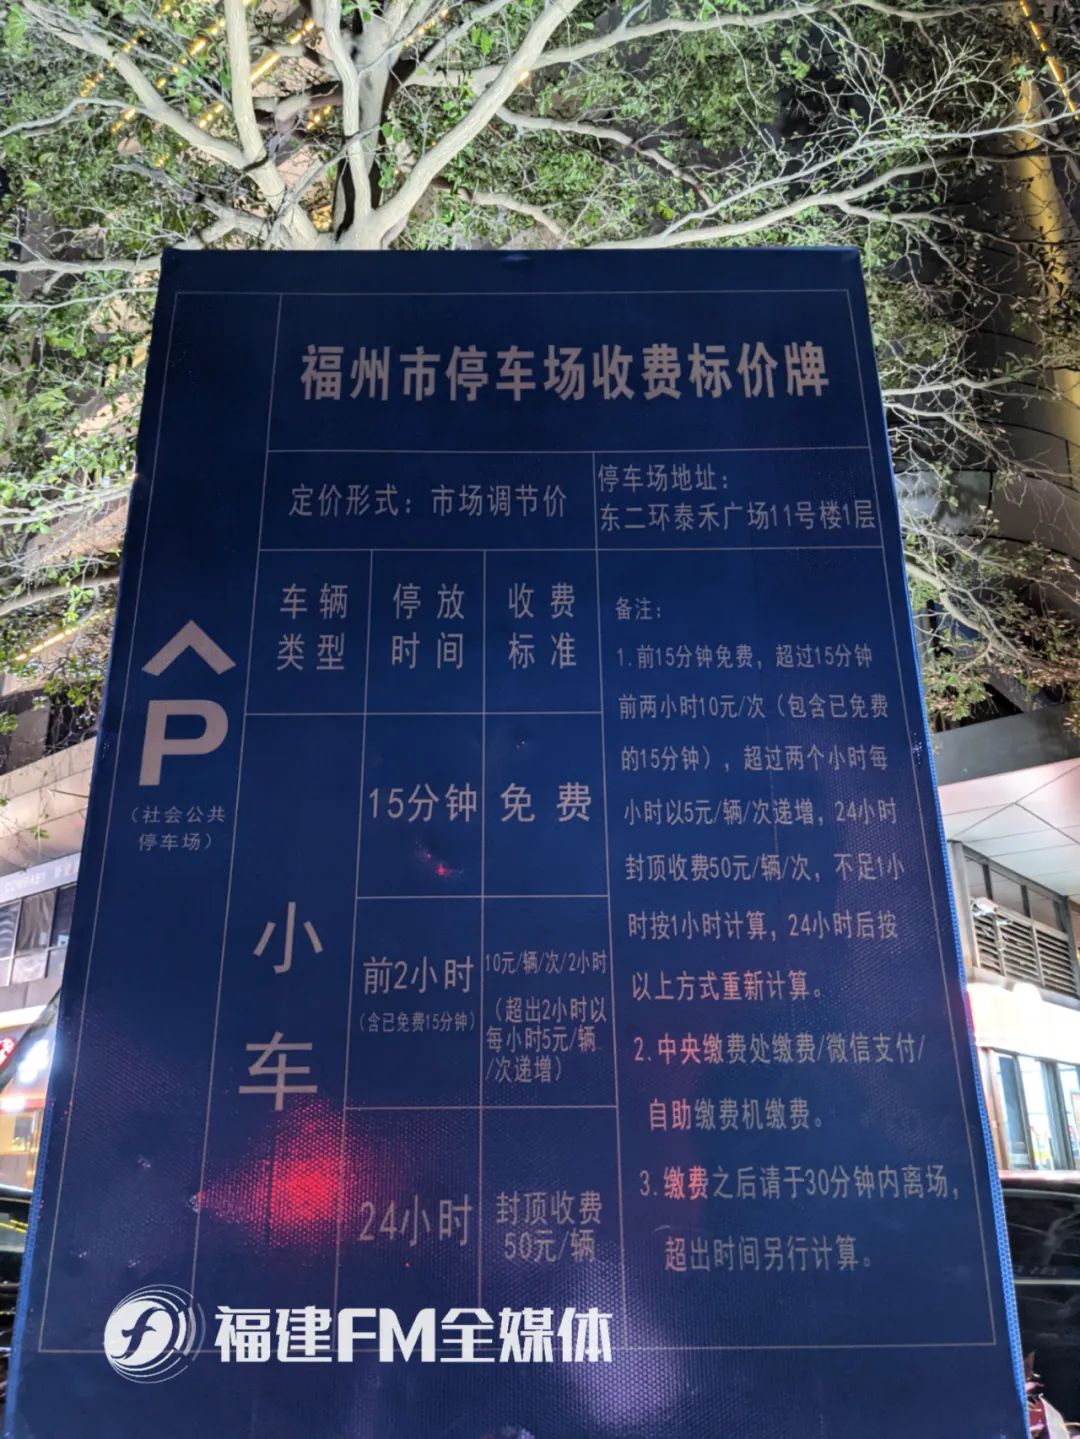 福州市停车场收费标价牌
定价形式：市场调节价
停车场地址：
东二环泰禾广场11号楼1层
P
（社会公共
停车场）
车辆
类型
停放
时间
收费
标准
小
车
15分钟
免费
前2小时
（含已免费15分钟）
10元/辆/次/2小时
（超出2小时以
每小时5元/辆
/次递增）
24小时
封顶收费
50元/辆
备注：
1.前15分钟免费，超过15分钟
前两小时10元/次（包含已免费
的15分钟），超过两个小时每
小时以5元/辆/次递增，24小时
封顶收费50元/辆/次，不足1小
时按1小时计算，24小时后按
以上方式重新计算。
2.中央缴费处缴费/微信支付/
自助缴费机缴费。
3.缴费之后请于30分钟内离场，
超出时间另行计算。
福建FM全媒体